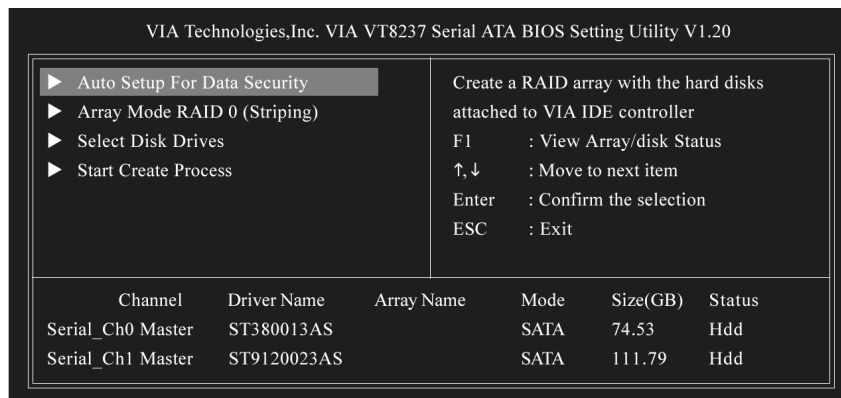 VIA Technologies,Inc. VIA VT8237 Serial ATA BIOS Setting Utility V1.20
▶ Auto Setup For Data Security
▶ Array Mode RAID 0 (Striping)
▶ Select Disk Drives
▶ Start Create Process
Create a RAID array with the hard disks
attached to VIA IDE controller
F1 : View Array/disk Status
↑,↓ : Move to next item
Enter : Confirm the selection
ESC : Exit
Channel Driver Name Array Name Mode Size(GB) Status
Serial_Ch0 Master ST380013AS SATA 74.53 Hdd
Serial_Ch1 Master ST9120023AS SATA 111.79 Hdd